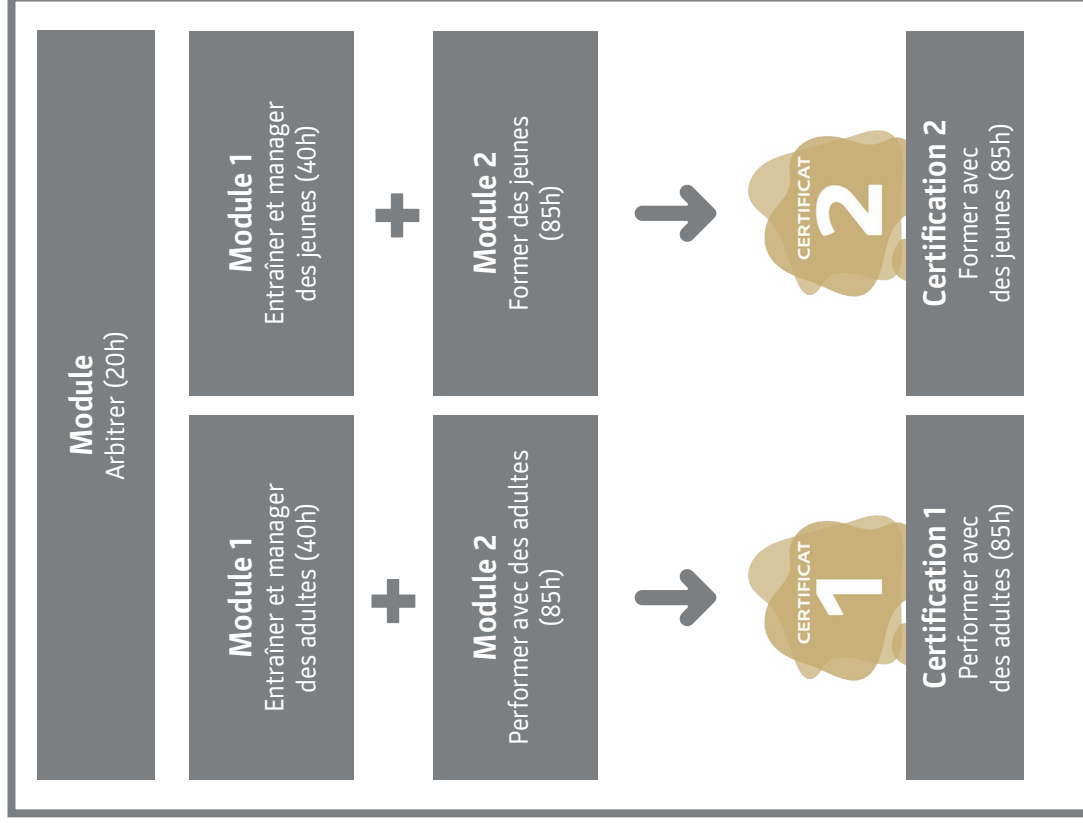 Module
Arbitrer (20h)
Module 1
Entraîner et manager
des adultes (40h)
Module 1
Entraîner et manager
des jeunes (40h)
Module 2
Performer avec des adultes
(85h)
Module 2
Former des jeunes
(85h)
CERTIFICAT
1
CERTIFICAT
2
Certification 1
Performer avec
des adultes (85h)
Certification 2
Former avec
des jeunes (85h)